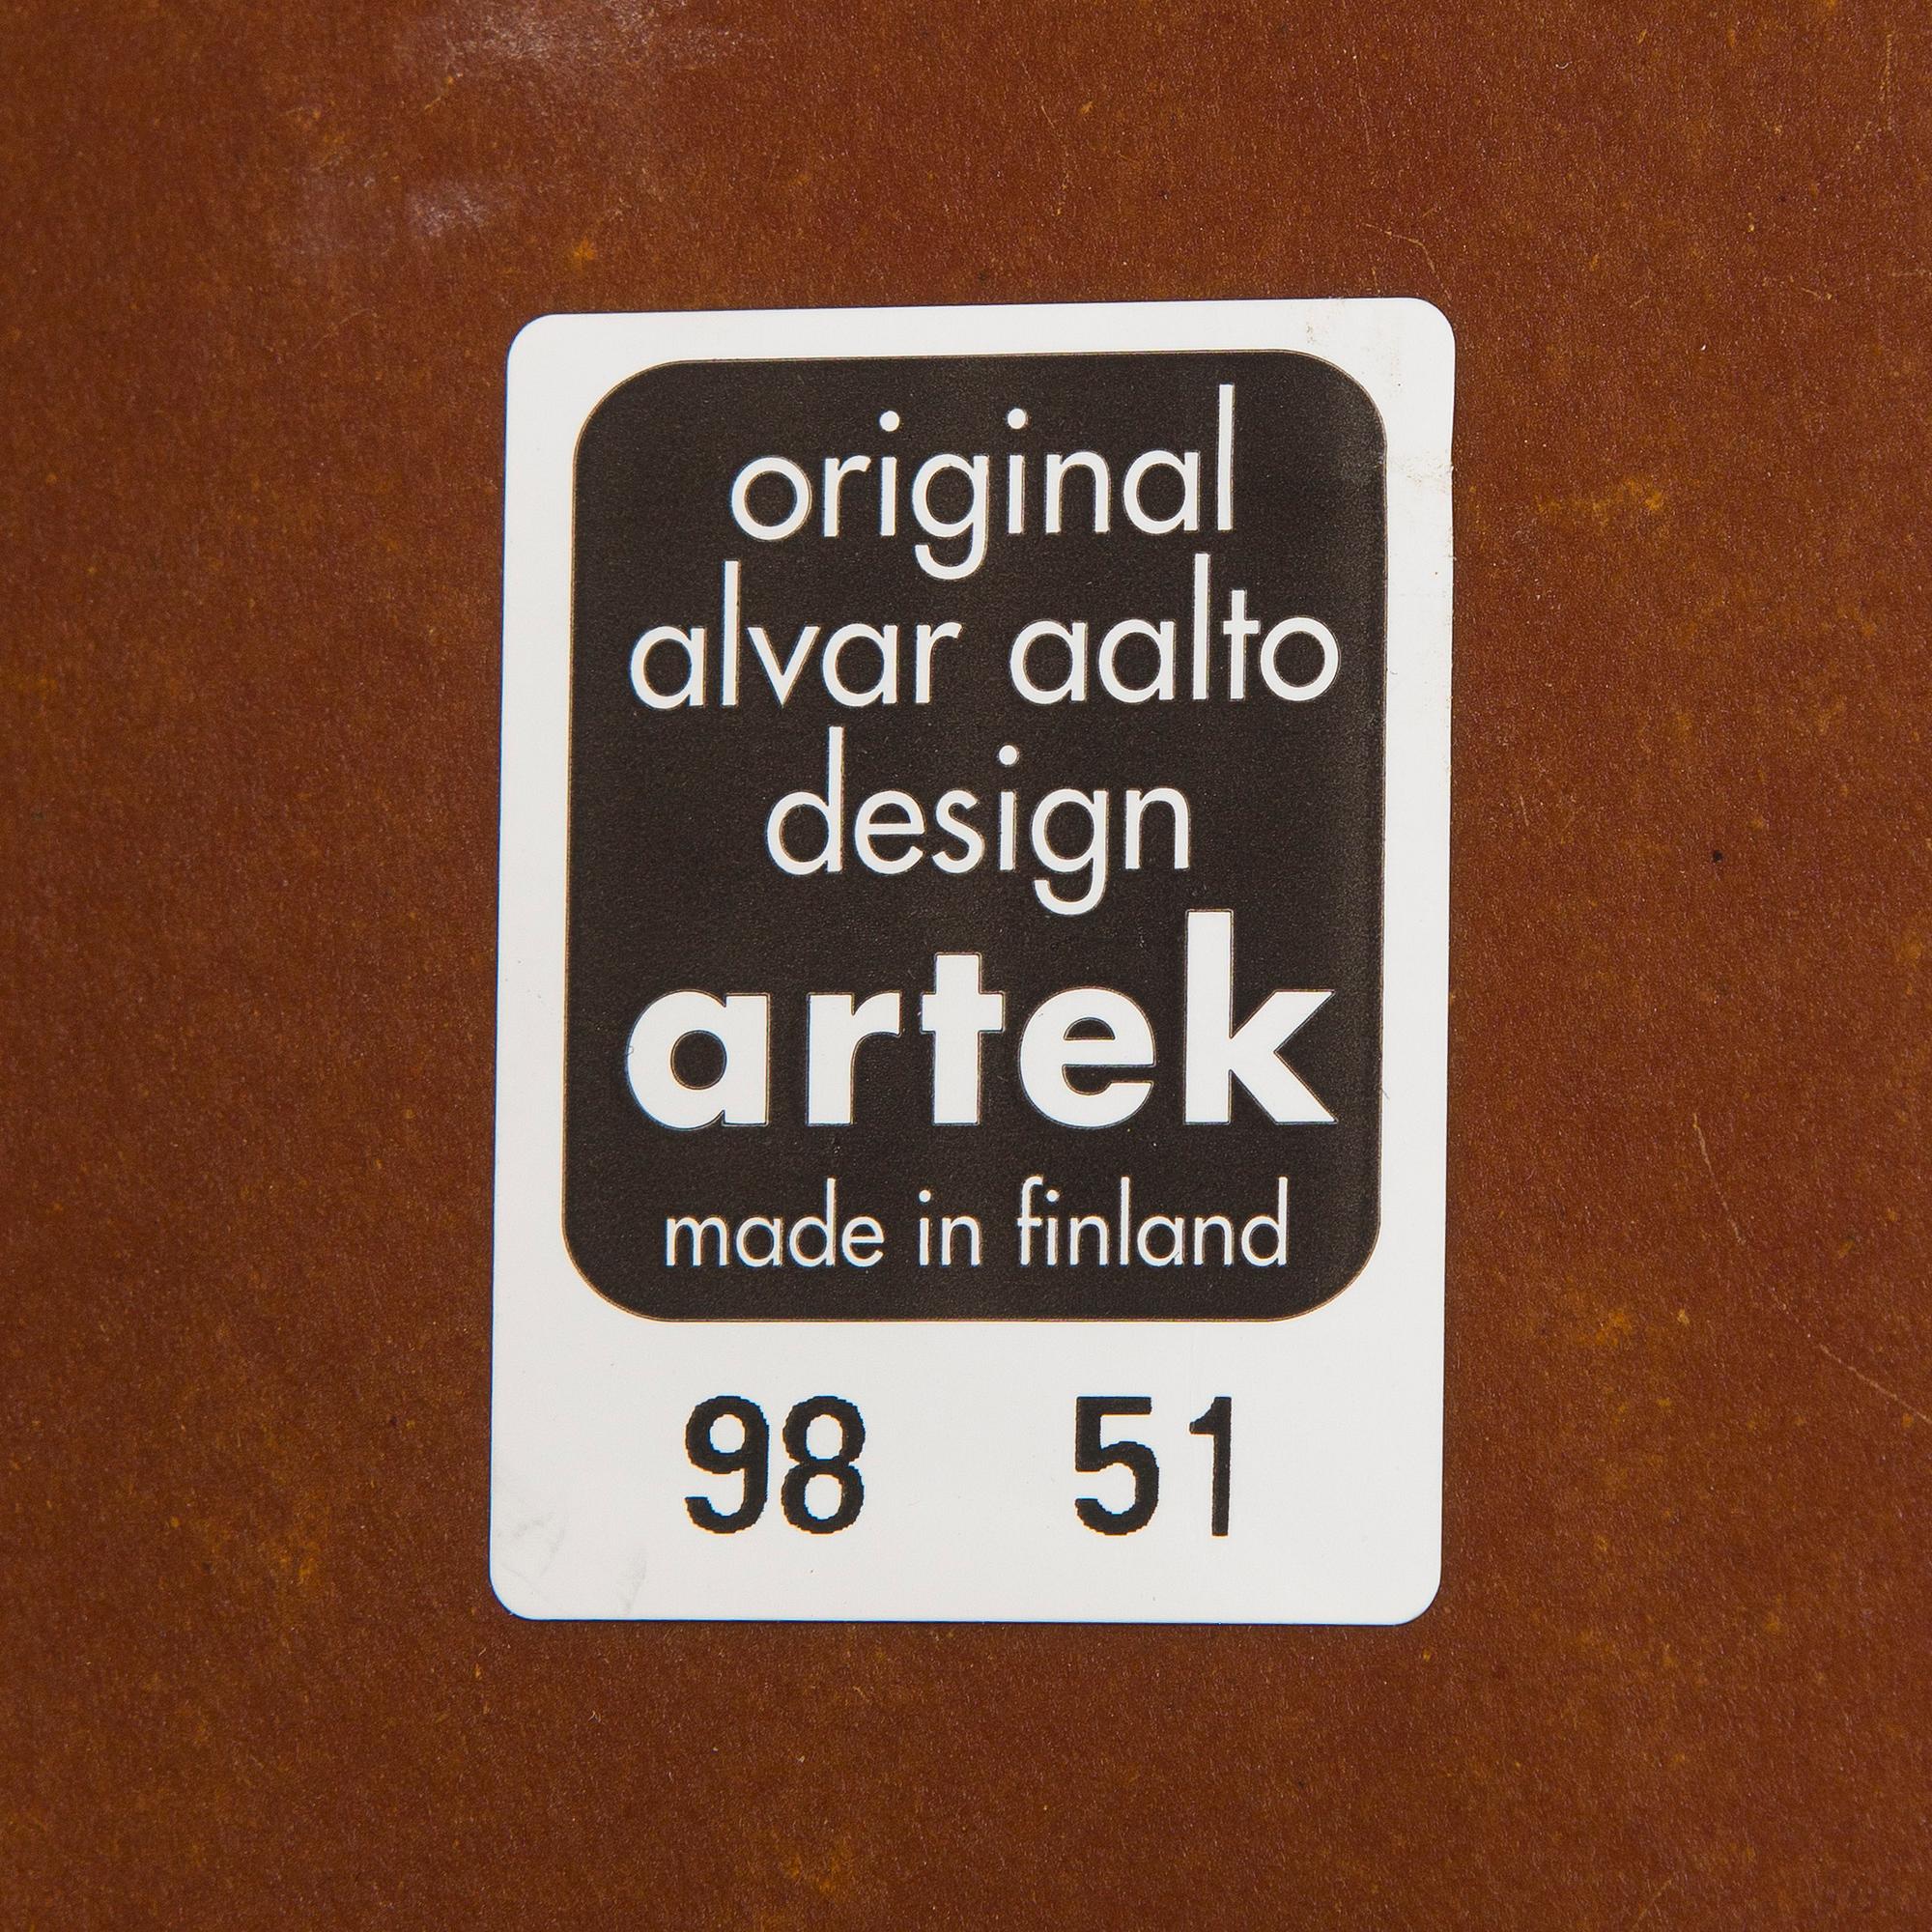 original
alvar aalto
design
artek
made in finland
98 51